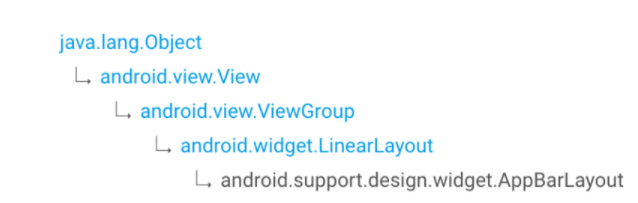 java.lang.Object
android.view.View
android.view.ViewGroup
android.widget.LinearLayout
android.support.design.widget.AppBarLayout